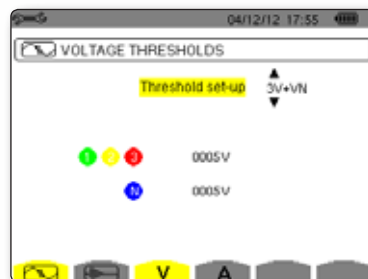 04/12/12 17:55
VOLTAGE THRESHOLDS
Threshold set-up 3V+VN
1 2 3 0005V
N 0005V
V A